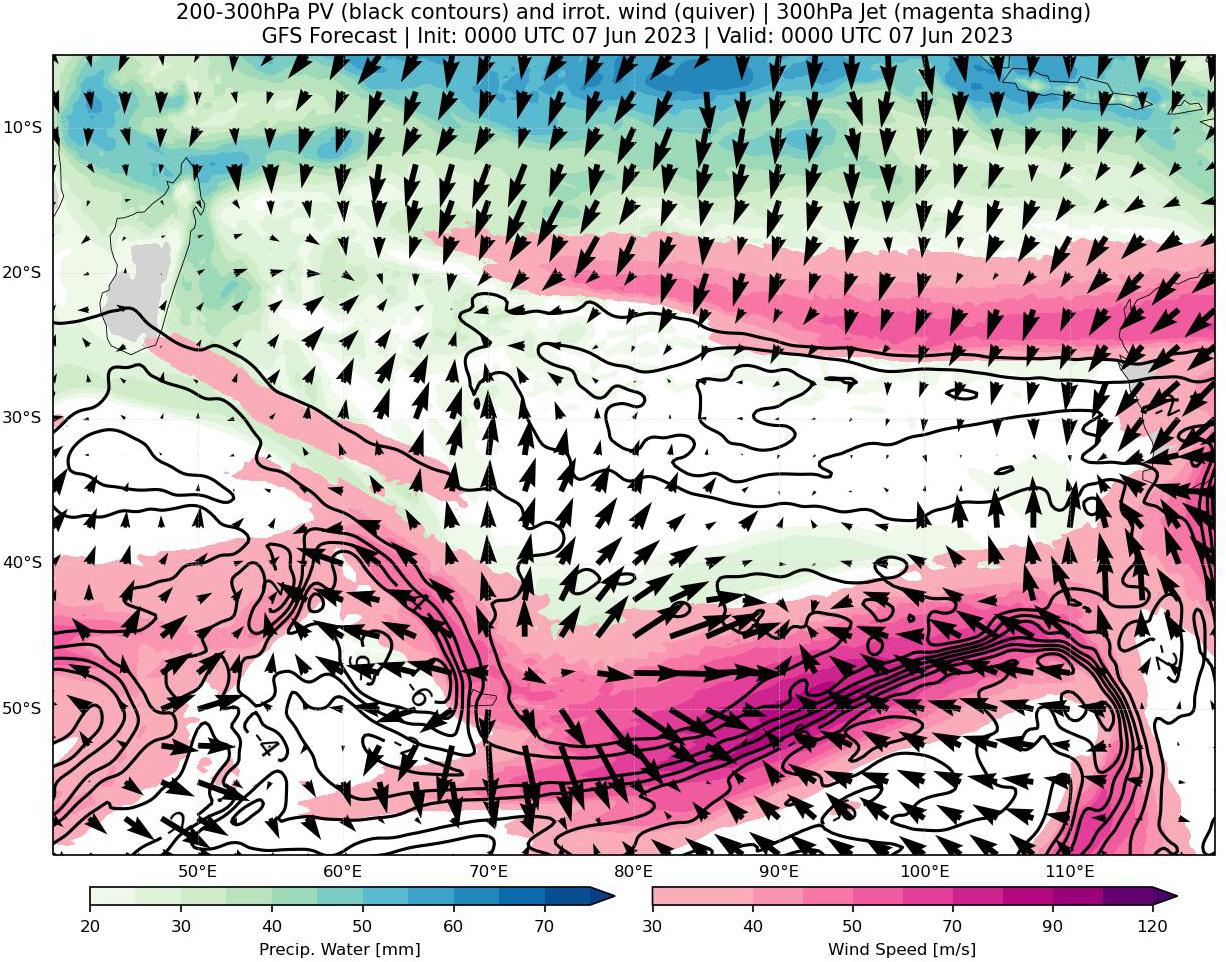 200-300hPa PV (black contours) and irrot. wind (quiver) | 300hPa Jet (magenta shading)
GFS Forecast | Init: 0000 UTC 07 Jun 2023 | Valid: 0000 UTC 07 Jun 2023
10°S
20°S
30°S
40°S
50°S
-2
-6
-4
50°E 60°E 70°E 80°E 90°E 100°E 110°E
20 30 40 50 60 70
30 40 50 70 90 120
Precip. Water [mm]
Wind Speed [m/s]